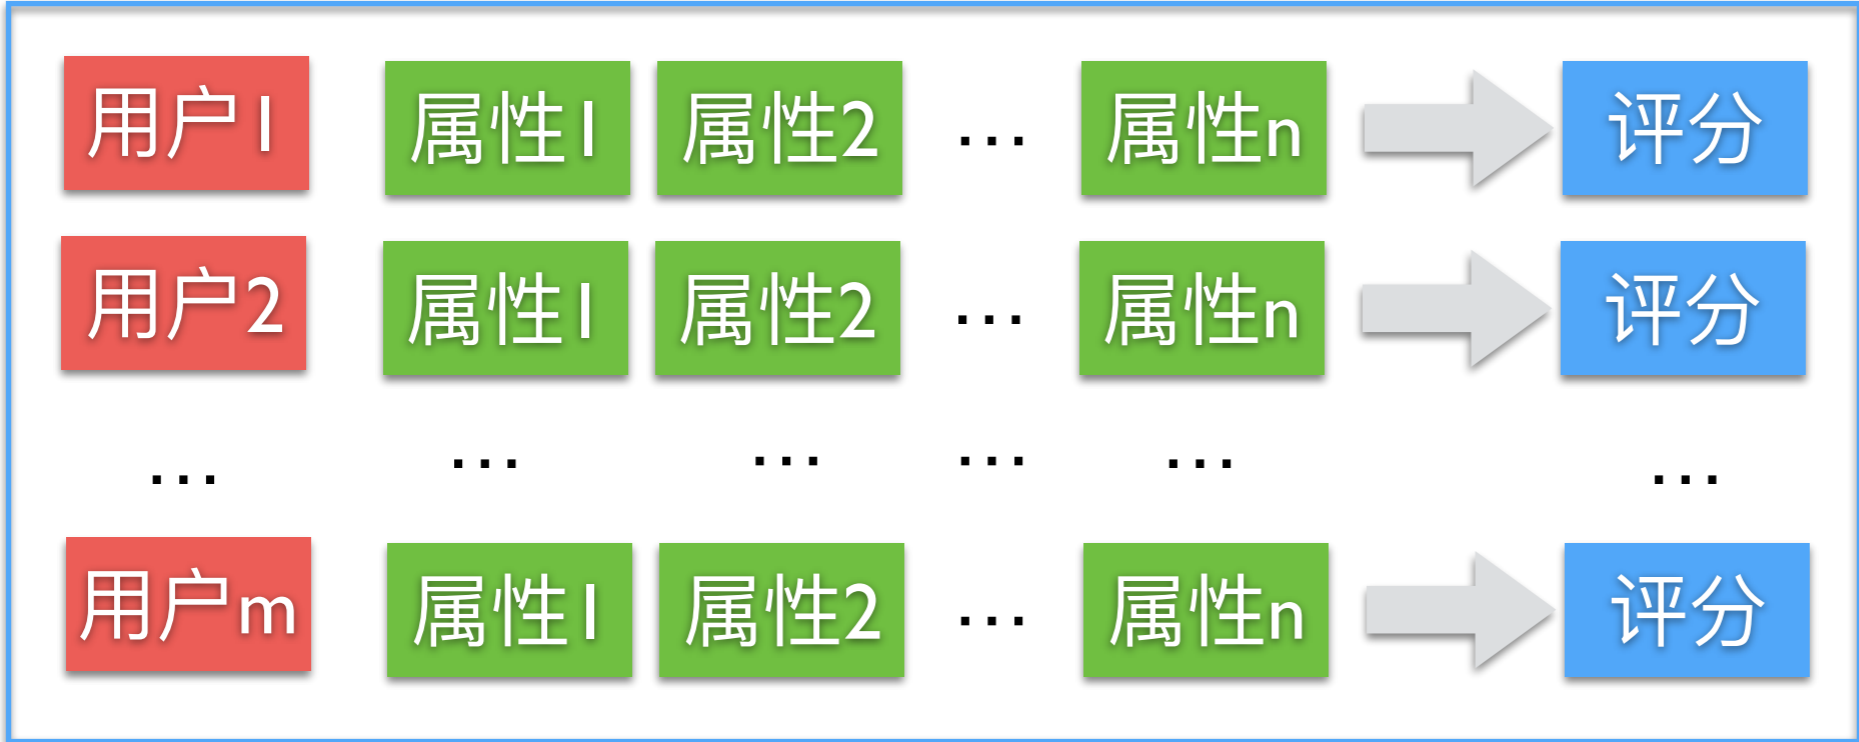 用户1 属性1 属性2 ... 属性n 评分
用户2 属性1 属性2 ... 属性n 评分
... ... ... ... ... ...
用户m 属性1 属性2 ... 属性n 评分